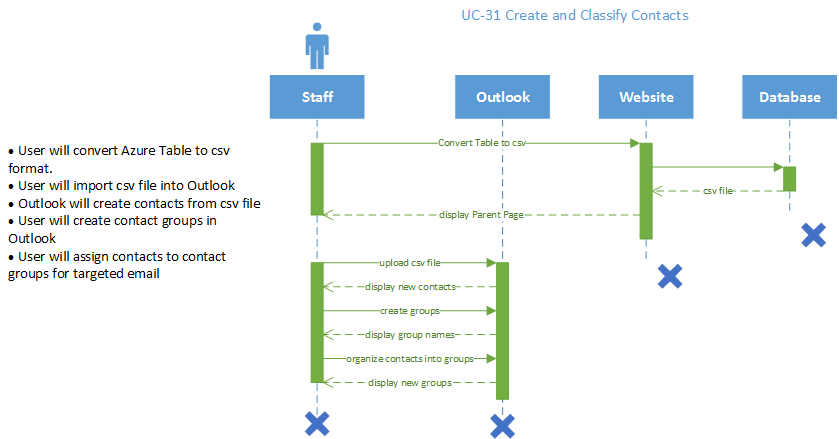 UC-31 Create and Classify Contacts
Staff
Outlook
Website
Database
• User will convert Azure Table to csv
format.
• User will import csv file into Outlook
• Outlook will create contacts from csv file
• User will create contact groups in
Outlook
• User will assign contacts to contact
groups for targeted email
Convert Table to csv
csv file
display Parent Page
upload csv file
display new contacts
create groups
display group names
organize contacts into groups
display new groups